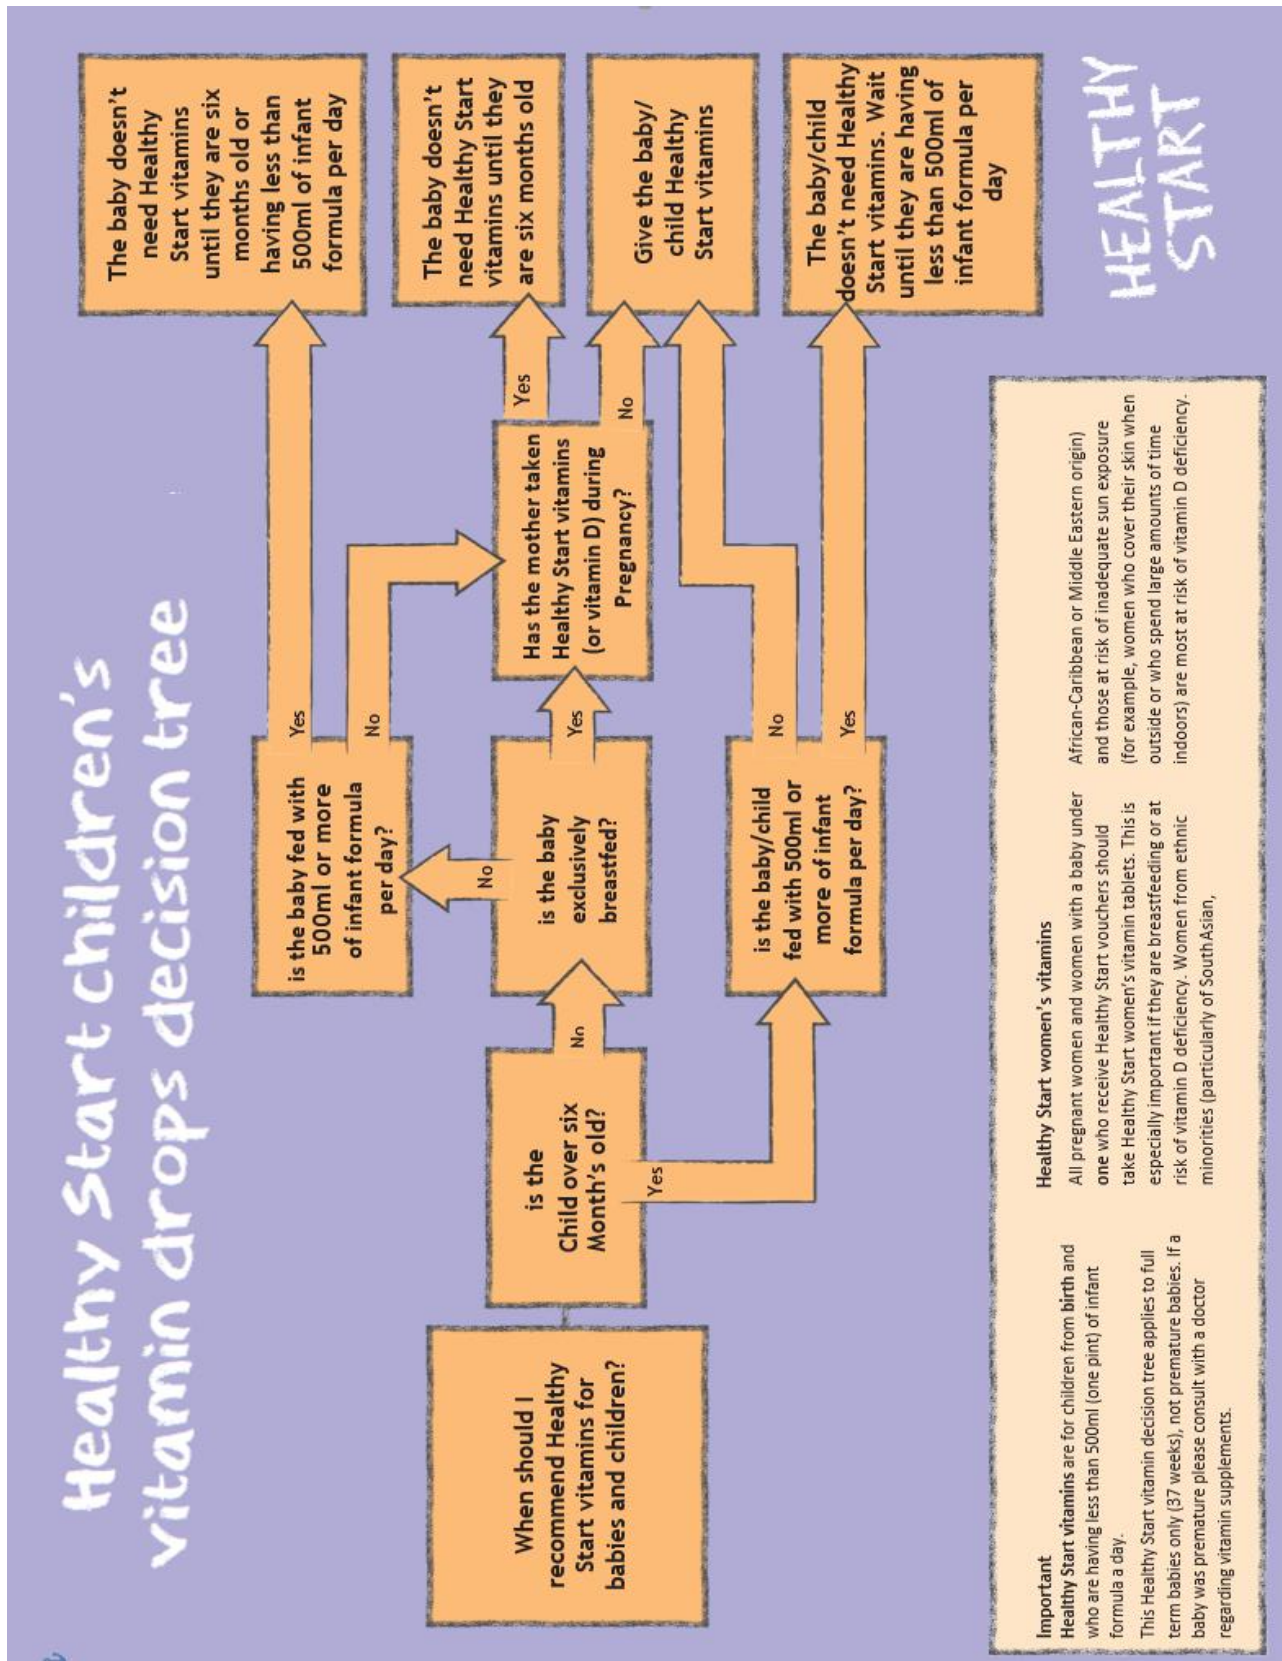 Healthy Start children's
vitamin drops decision tree
When should I
recommend Healthy
Start vitamins for
babies and children?
is the
Child over six
Month's old?
No
Yes
is the baby
exclusively
breastfed?
No
Yes
is the baby fed with
500ml or more
of infant formula
per day?
Yes
No
Has the mother taken
Healthy Start vitamins
(or vitamin D) during
Pregnancy?
Yes
No
is the baby/child
fed with 500ml or
more of infant
formula per day?
No
Yes
The baby doesn't
need Healthy
Start vitamins
until they are six
months old or
having less than
500ml of infant
formula per day
The baby doesn't
need Healthy Start
vitamins until they
are six months old
Give the baby/
child Healthy
Start vitamins
The baby/child
doesn't need Healthy
Start vitamins. Wait
until they are having
less than 500ml of
infant formula per
day
Important
Healthy Start vitamins are for children from birth and
who are having less than 500ml (one pint) of infant
formula a day.
This Healthy Start vitamin decision tree applies to full
term babies only (37 weeks), not premature babies. If a
baby was premature please consult with a doctor
regarding vitamin supplements.
Healthy Start women's vitamins
All pregnant women and women with a baby under
one who receive Healthy Start vouchers should
take Healthy Start women's vitamin tablets. This is
especially important if they are breastfeeding or at
risk of vitamin D deficiency. Women from ethnic
minorities (particularly of South Asian,
African-Caribbean or Middle Eastern origin)
and those at risk of inadequate sun exposure
(for example, women who cover their skin when
outside or who spend large amounts of time
indoors) are most at risk of vitamin D deficiency.
HEALTHY
START